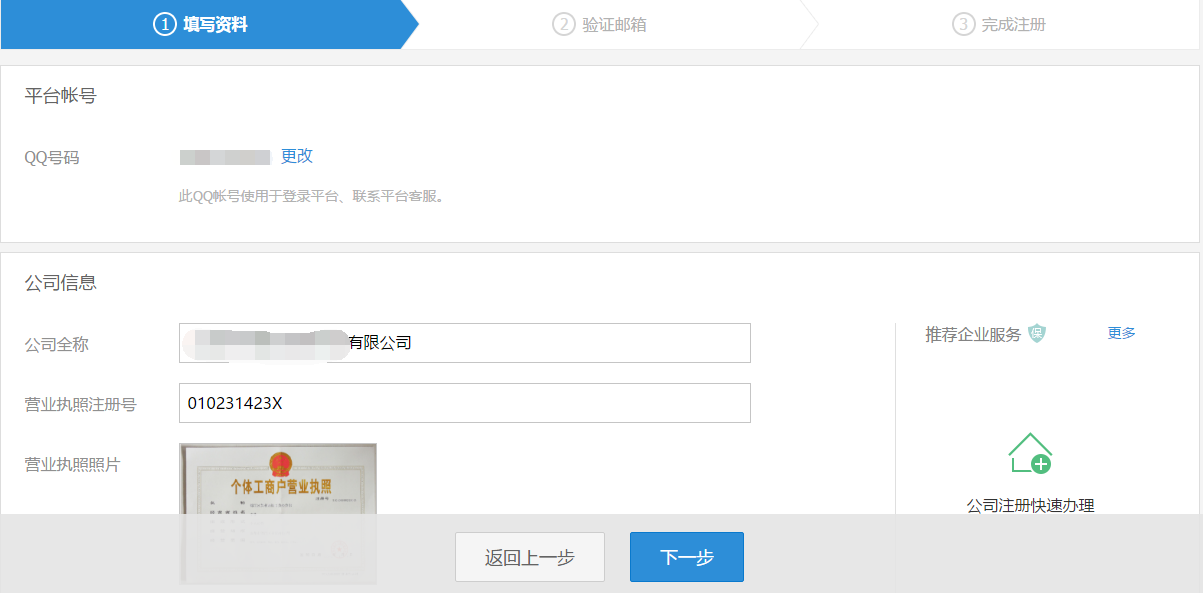 1 填写资料
2 验证邮箱
3 完成注册
平台帐号
QQ号码 更改
此QQ帐号使用于登录平台、联系平台客服。
公司信息
公司全称 有限公司
推荐企业服务 保 更多
营业执照注册号 010231423X
营业执照照片
个体工商户营业执照
公司注册快速办理
返回上一步 下一步